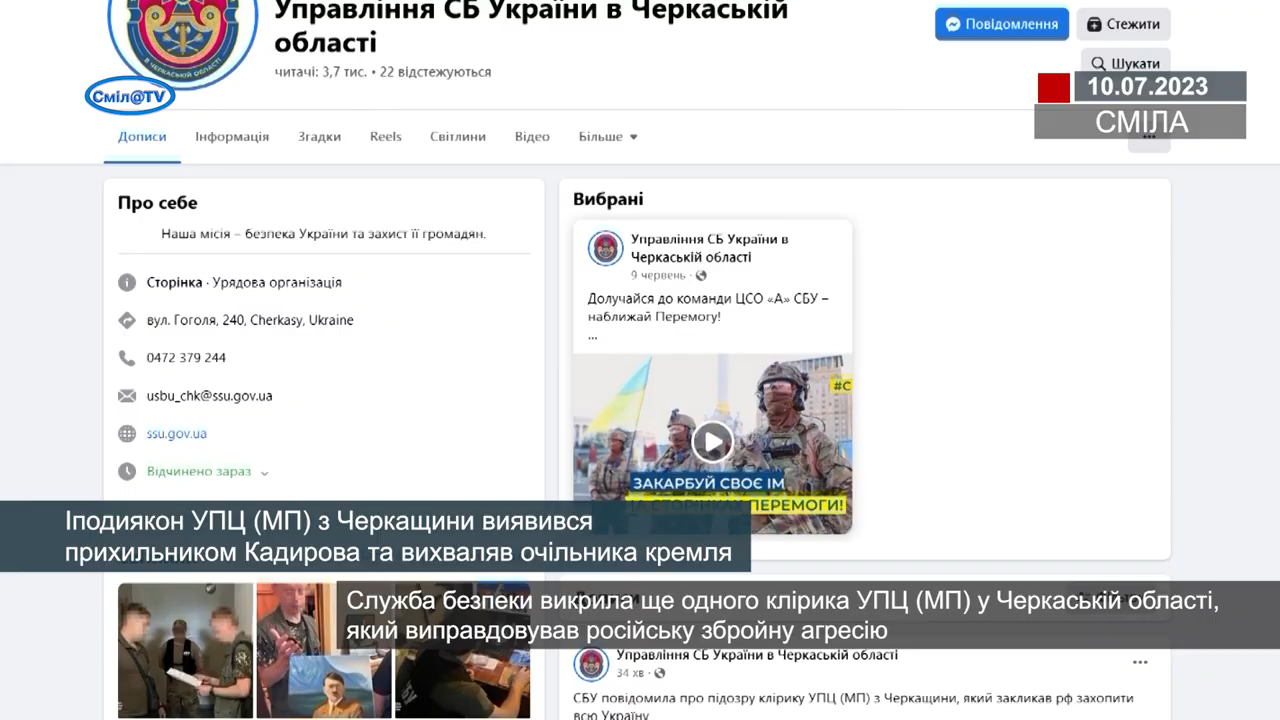 Управління СБ України в Черкаській
області
читачі: 3,7 тис. • 22 відстежуються
Повідомлення
Стежити
Шукати
В ЧЕРКАСЬКІЙ ОБЛАСТІ
Сміл@TV
10.07.2023
СМІЛА
Дописи Інформація Згадки Reels Світлини Відео Більше
Про себе
Наша місія – безпека України та захист її громадян.
Сторінка · Урядова організація
вул. Гоголя, 240, Cherkasy, Ukraine
0472 379 244
usbu_chk@ssu.gov.ua
ssu.gov.ua
Відчинено зараз
Вибрані
Управління СБ України в
Черкаській області
9 червень ·
Долучайся до команди ЦСО «А» СБУ –
наближай Перемогу!
...
#С
ЗАКАРБУЙ СВОЄ ІМ
НА СТОРІНКАХ ПЕРЕМОГИ!
Іподиякон УПЦ (МП) з Черкащини виявився
прихильником Кадирова та вихваляв очільника кремля
Служба безпеки викрила ще одного клірика УПЦ (МП) у Черкаській області,
який виправдовував російську збройну агресію
Управління СБ України в Черкаській області
34 хв ·
СБУ повідомила про підозру клірику УПЦ (МП) з Черкащини, який закликав рф захопити
всю Україну